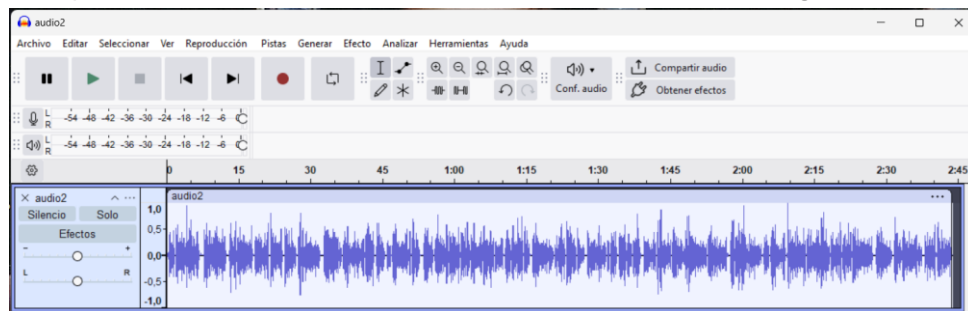 audio2
Archivo Editar Seleccionar Ver Reproducción Pistas Generar Efecto Analizar Herramientas Ayuda
Compartir audio
Conf. audio
Obtener efectos
L R -54 -48 -42 -36 -30 -24 -18 -12 -6 0
L R -54 -48 -42 -36 -30 -24 -18 -12 -6 0
0 15 30 45 1:00 1:15 1:30 1:45 2:00 2:15 2:30 2:45
audio2 audio2
Silencio Solo
Efectos
- +
L R
1,0
0,5
0,0
-0,5
-1,0